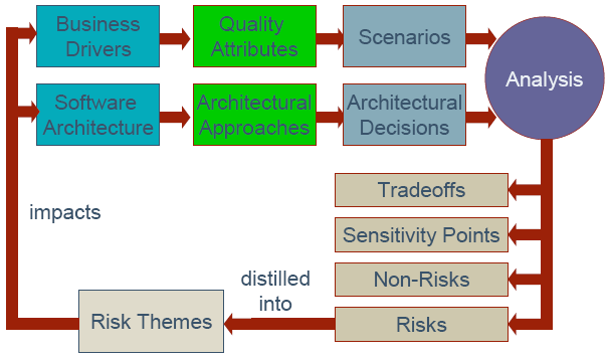 Business
Drivers
Quality
Attributes
Scenarios
Analysis
Software
Architecture
Architectural
Approaches
Architectural
Decisions
Tradeoffs
impacts
Sensitivity Points
Non-Risks
distilled
into
Risk Themes
Risks